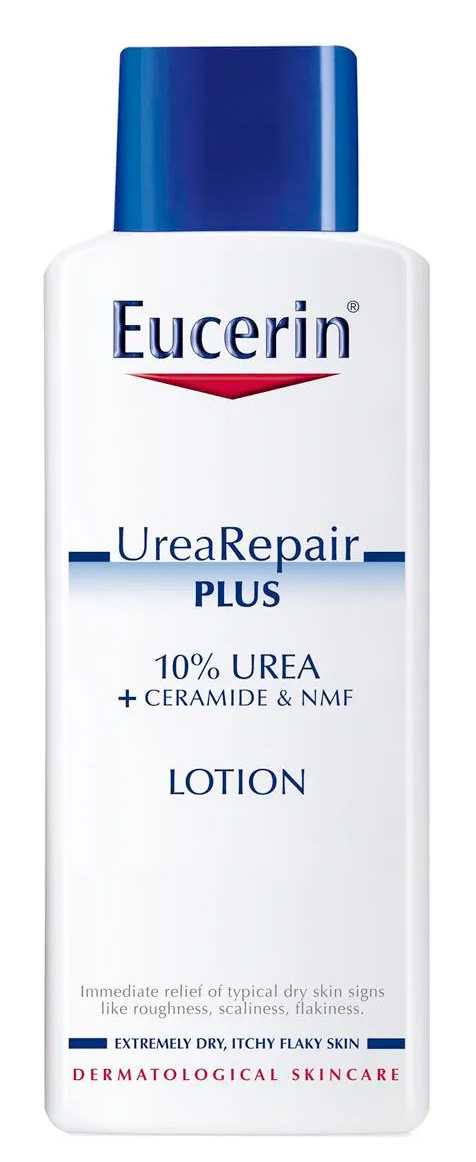 Eucerin®
UreaRepair
PLUS
10% UREA
+ CERAMIDE & NMF
LOTION
Immediate relief of typical dry skin signs
like roughness, scaliness, flakiness.
EXTREMELY DRY, ITCHY FLAKY SKIN
DERMATOLOGICAL SKINCARE